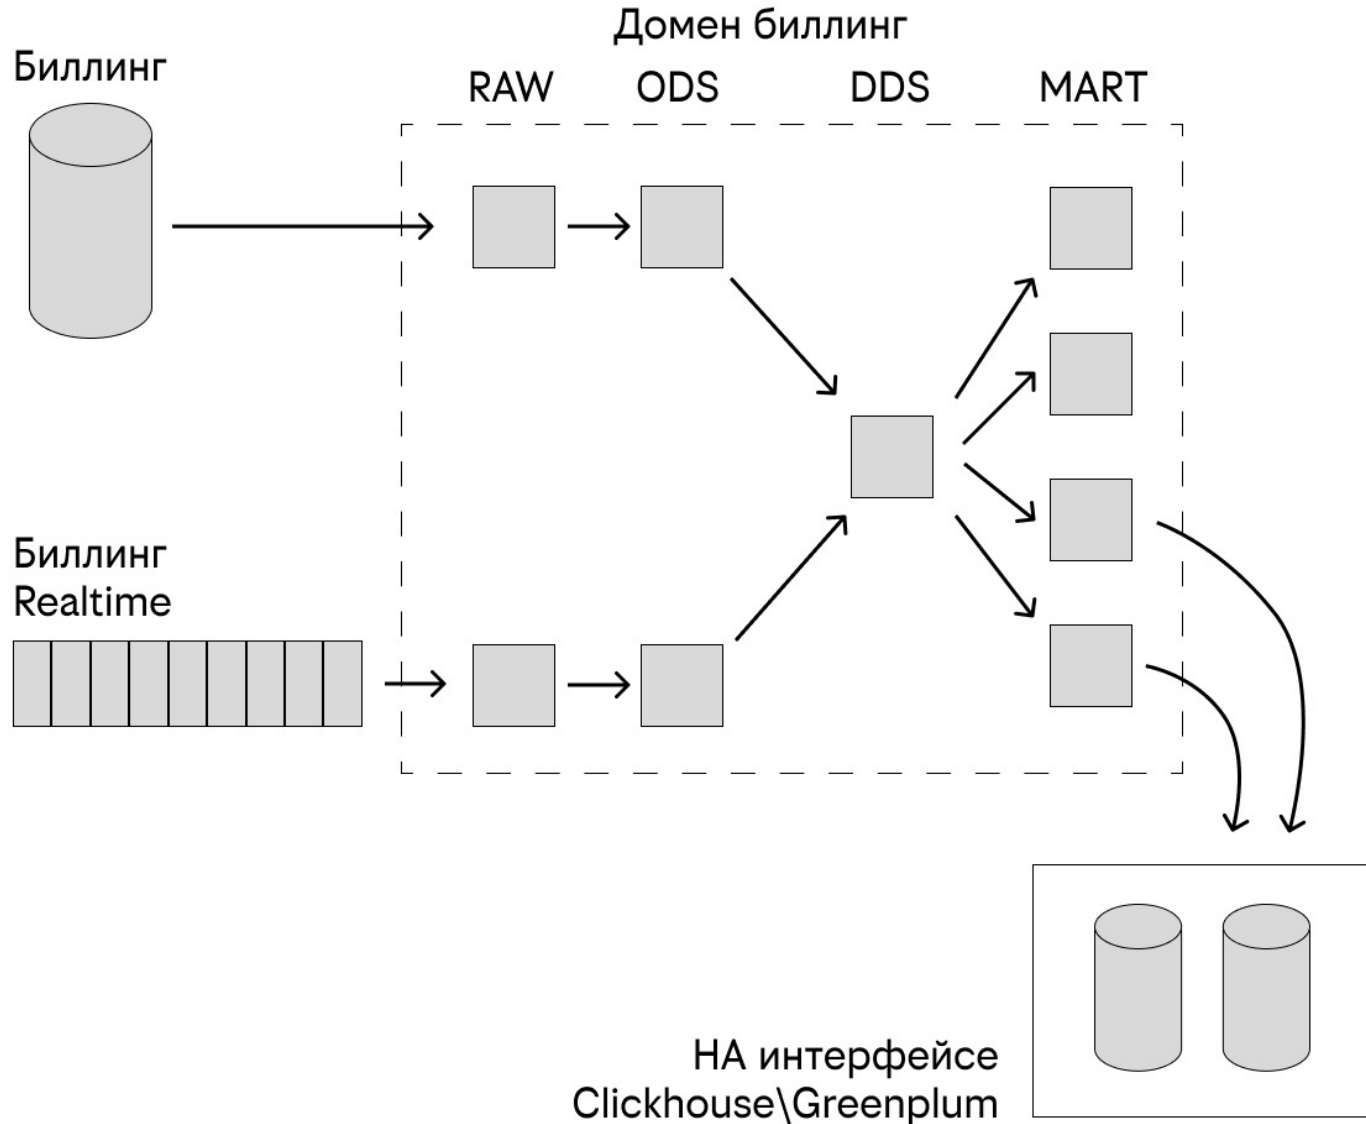 Домен биллинг
Биллинг
RAW ODS DDS MART
Биллинг
Realtime
НА интерфейсе
Clickhouse\Greenplum